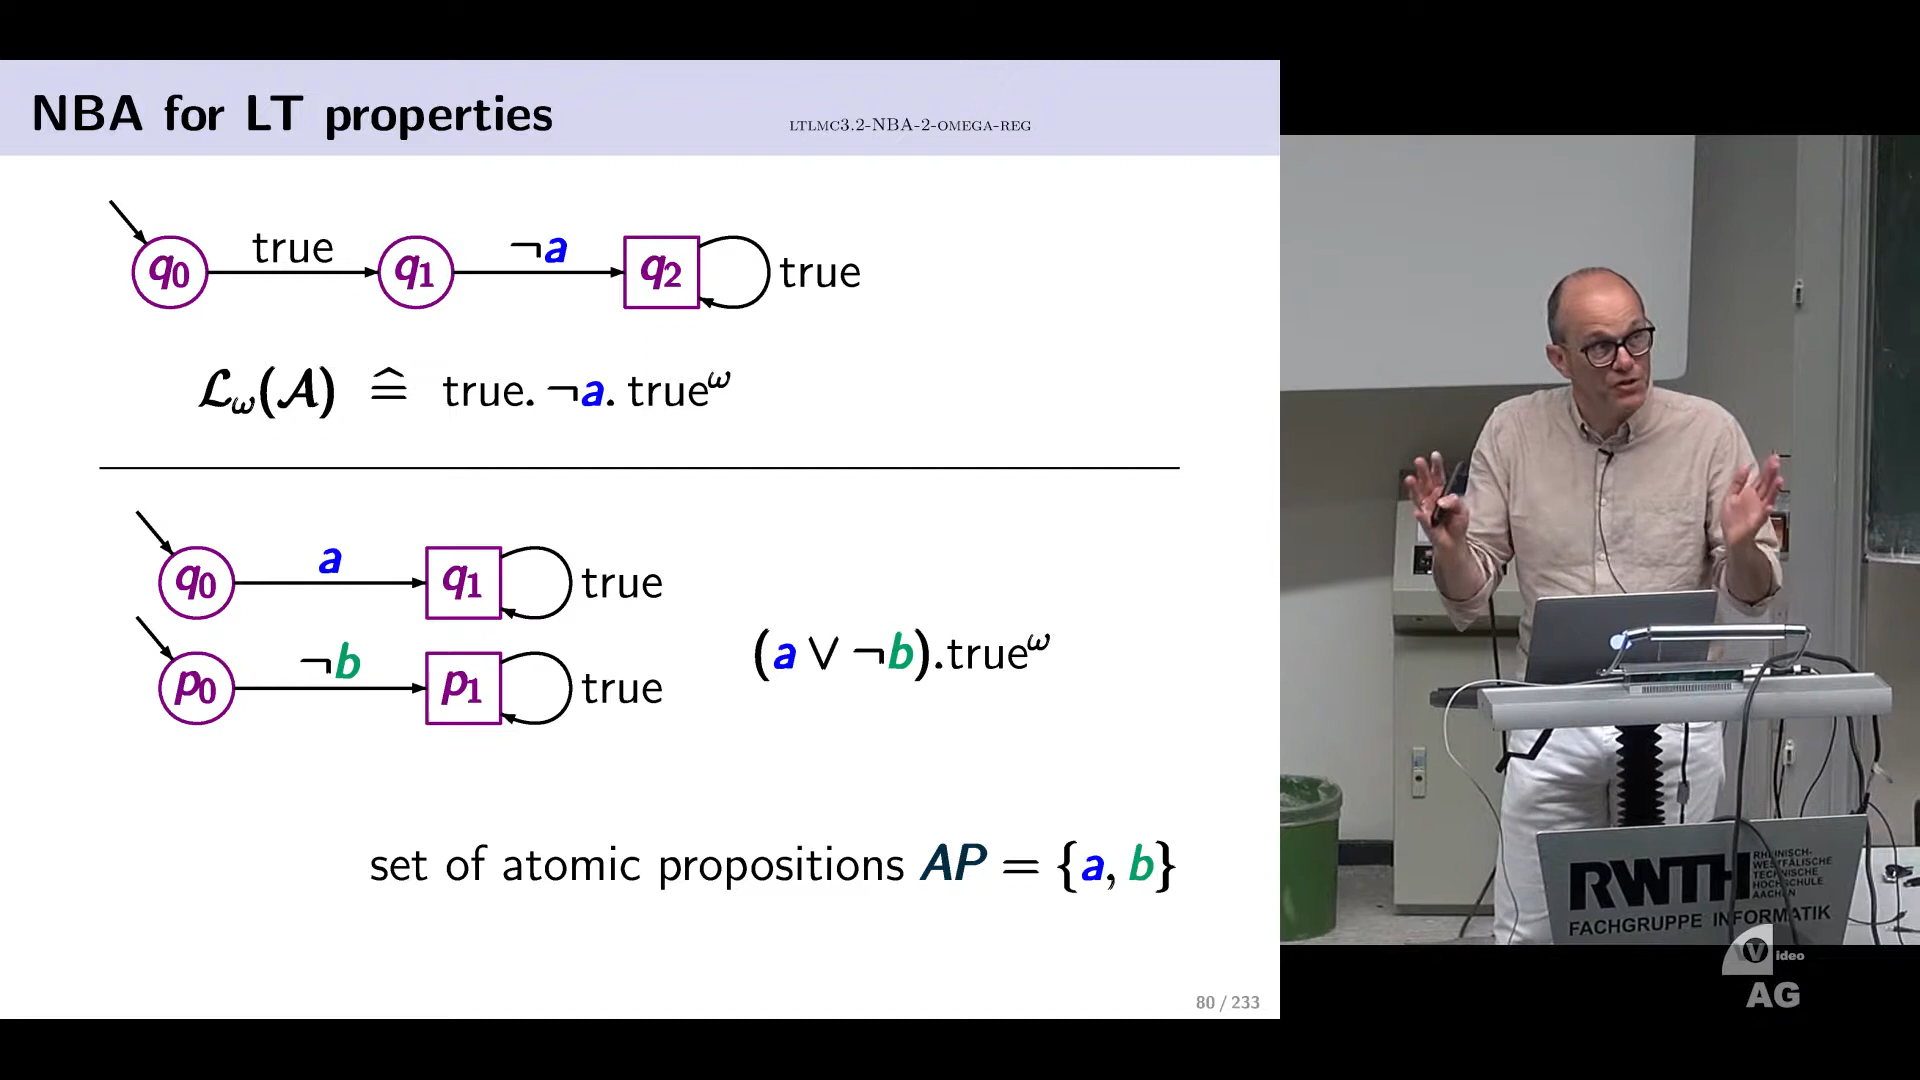 NBA for LT properties
LTLMC3.2-NBA-2-OMEGA-REG
q0 true q1 ¬a q2 true
ℒω(𝒜) ≙ true. ¬a. trueω
q0 a q1 true
p0 ¬b p1 true
(a ∨ ¬b).trueω
set of atomic propositions AP = {a, b}
80 / 233
RWTH
RHEINISCH-
WESTFÄLISCHE
TECHNISCHE
HOCHSCHULE
AACHEN
FACHGRUPPE INFORMATIK
Video
AG